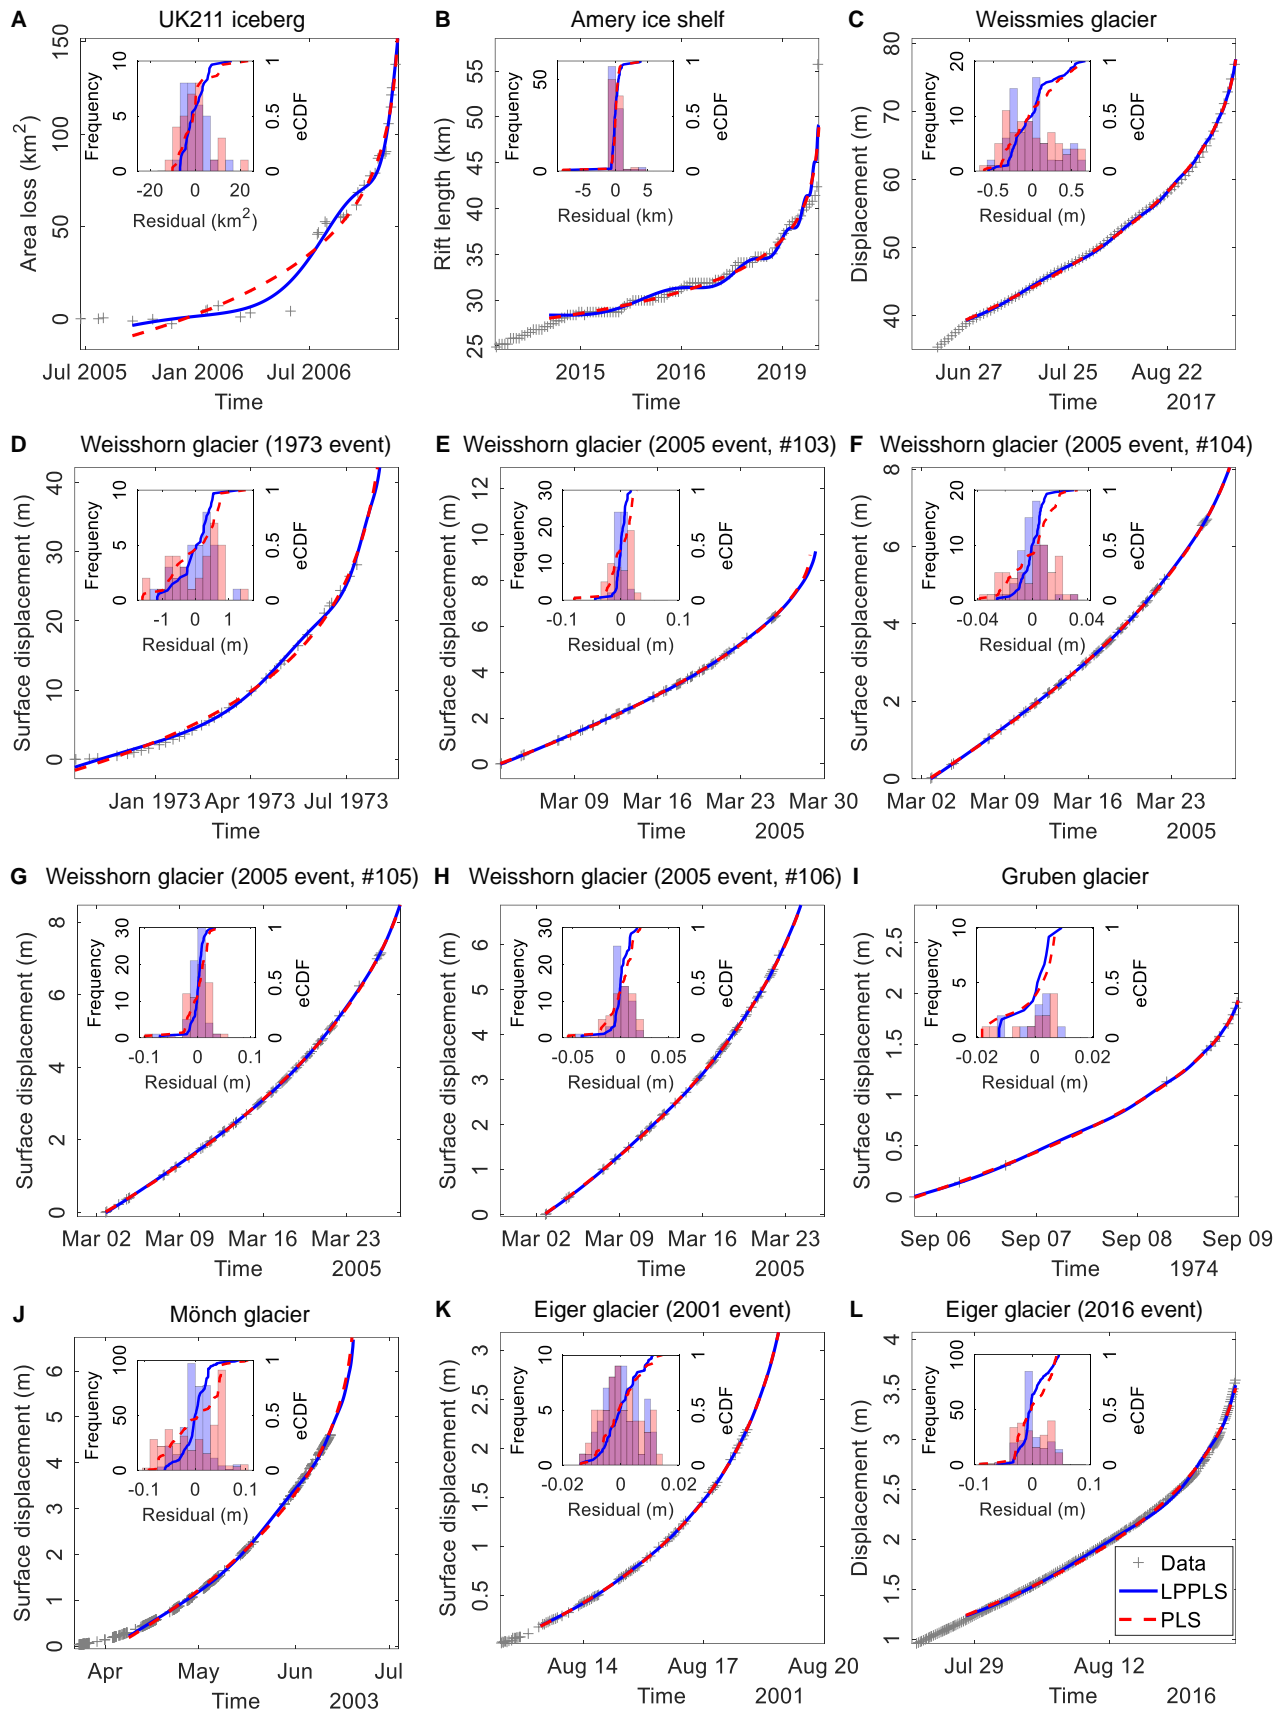 A UK211 iceberg
150
100
50
0
Area loss (km2)
Jul 2005 Jan 2006 Jul 2006
Time
10
5
0
Frequency
1
0.5
0
eCDF
-20 0 20
Residual (km2)
B Amery ice shelf
55
50
45
40
35
30
25
Rift length (km)
2015 2016 2019
Time
50
0
Frequency
1
0.5
0
eCDF
-5 0 5
Residual (km)
C Weissmies glacier
80
70
60
50
40
Displacement (m)
Jun 27 Jul 25 Aug 22
Time 2017
20
10
0
Frequency
1
0.5
0
eCDF
-0.5 0 0.5
Residual (m)
D Weisshorn glacier (1973 event)
40
30
20
10
0
Surface displacement (m)
Jan 1973 Apr 1973 Jul 1973
Time
10
5
0
Frequency
1
0.5
0
eCDF
-1 0 1
Residual (m)
E Weisshorn glacier (2005 event, #103)
12
10
8
6
4
2
0
Surface displacement (m)
Mar 09 Mar 16 Mar 23 Mar 30
Time 2005
30
20
10
0
Frequency
1
0.5
0
eCDF
-0.1 0 0.1
Residual (m)
F Weisshorn glacier (2005 event, #104)
8
6
4
2
0
Surface displacement (m)
Mar 02 Mar 09 Mar 16 Mar 23
Time 2005
20
10
0
Frequency
1
0.5
0
eCDF
-0.04 0 0.04
Residual (m)
G Weisshorn glacier (2005 event, #105)
8
6
4
2
0
Surface displacement (m)
Mar 02 Mar 09 Mar 16 Mar 23
Time 2005
30
20
10
0
Frequency
1
0.5
0
eCDF
-0.1 0 0.1
Residual (m)
H Weisshorn glacier (2005 event, #106)
6
5
4
3
2
1
0
Surface displacement (m)
Mar 02 Mar 09 Mar 16 Mar 23
Time 2005
30
20
10
0
Frequency
1
0.5
0
eCDF
-0.05 0 0.05
Residual (m)
I Gruben glacier
2.5
2
1.5
1
0.5
0
Surface displacement (m)
Sep 06 Sep 07 Sep 08 Sep 09
Time 1974
10
5
0
Frequency
1
0.5
0
eCDF
-0.02 0 0.02
Residual (m)
J Mönch glacier
6
5
4
3
2
1
0
Surface displacement (m)
Apr May Jun Jul
Time 2003
100
50
0
Frequency
1
0.5
0
eCDF
-0.1 0 0.1
Residual (m)
K Eiger glacier (2001 event)
3
2.5
2
1.5
1
0.5
Surface displacement (m)
Aug 14 Aug 17 Aug 20
Time 2001
10
5
0
Frequency
1
0.5
0
eCDF
-0.02 0 0.02
Residual (m)
L Eiger glacier (2016 event)
4
3.5
3
2.5
2
1.5
1
Displacement (m)
Jul 29 Aug 12
Time 2016
100
50
0
Frequency
1
0.5
0
eCDF
-0.1 0 0.1
Residual (m)
Data
LPPLS
PLS